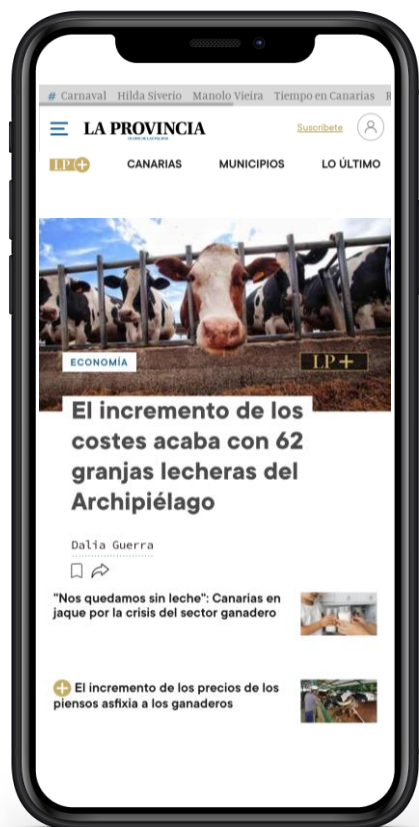 # Carnaval Hilda Siverio Manolo Vieira Tiempo en Canarias R
LA PROVINCIA
Suscríbete
LP+ CANARIAS MUNICIPIOS LO ÚLTIMO
ECONOMÍA
LP+
El incremento de los
costes acaba con 62
granjas lecheras del
Archipiélago
Dalia Guerra
"Nos quedamos sin leche": Canarias en
jaque por la crisis del sector ganadero
El incremento de los precios de los
piensos asfixia a los ganaderos